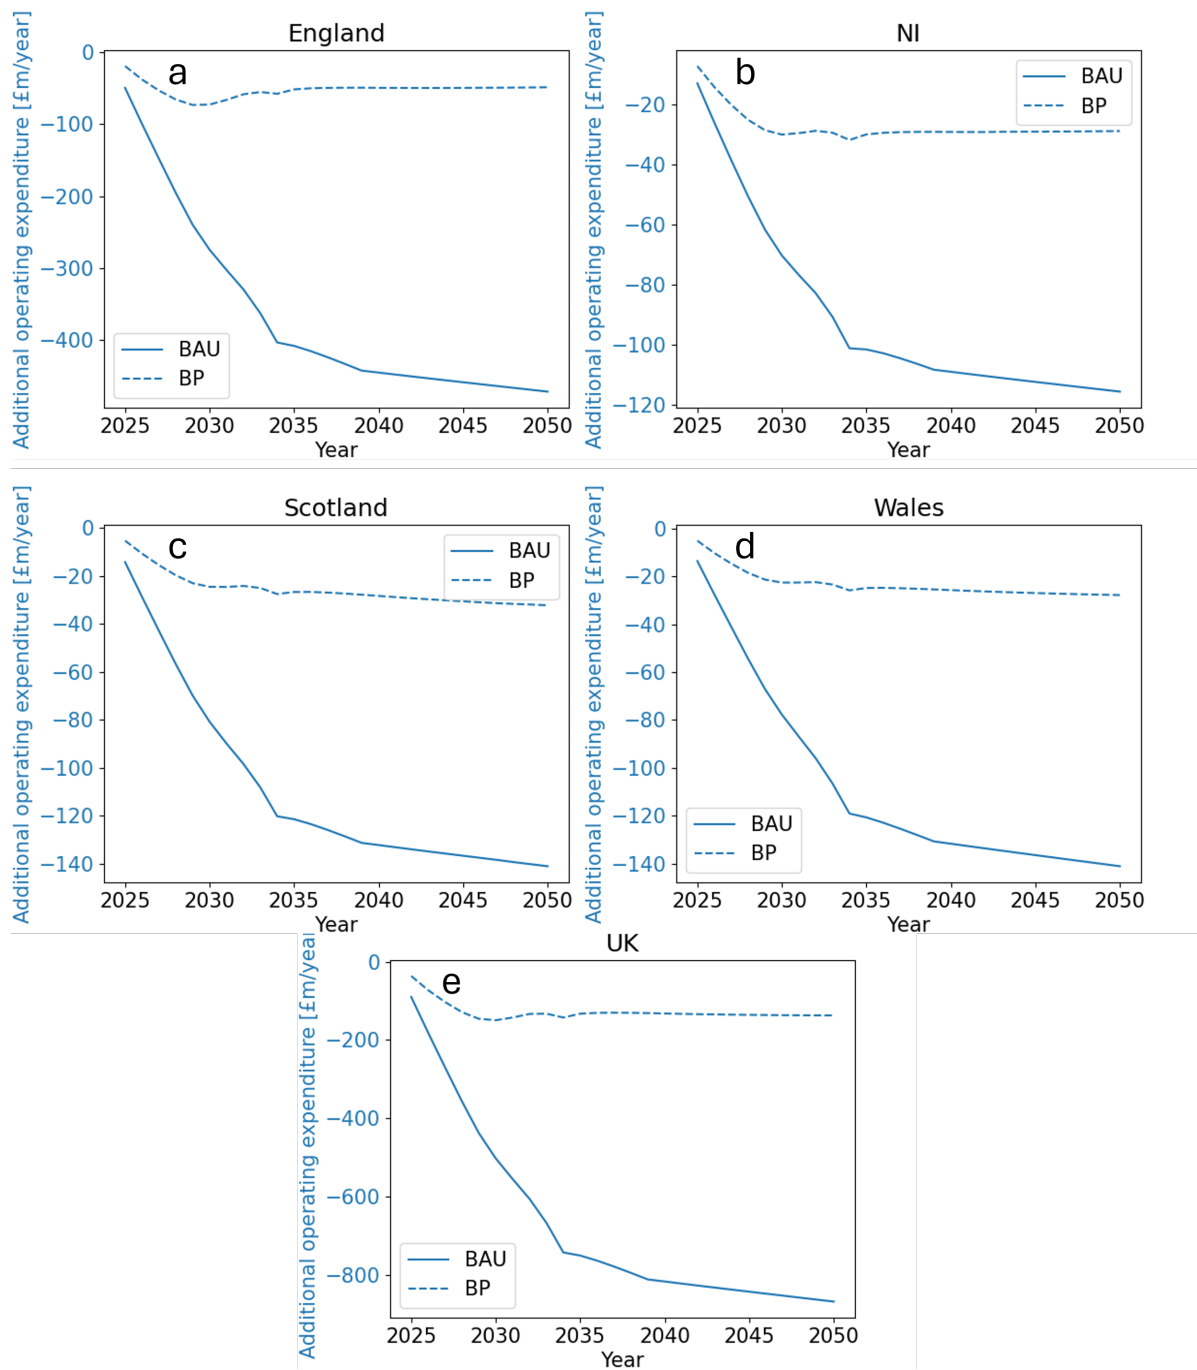 England
a
Additional operating expenditure [£m/year]
0
−100
−200
−300
−400
BAU
BP
2025 2030 2035 2040 2045 2050
Year
NI
b
Additional operating expenditure [£m/year]
−20
−40
−60
−80
−100
−120
BAU
BP
2025 2030 2035 2040 2045 2050
Year
Scotland
c
Additional operating expenditure [£m/year]
0
−20
−40
−60
−80
−100
−120
−140
BAU
BP
2025 2030 2035 2040 2045 2050
Year
Wales
d
Additional operating expenditure [£m/year]
0
−20
−40
−60
−80
−100
−120
−140
BAU
BP
2025 2030 2035 2040 2045 2050
Year
UK
e
Additional operating expenditure [£m/year
0
−200
−400
−600
−800
BAU
BP
2025 2030 2035 2040 2045 2050
Year